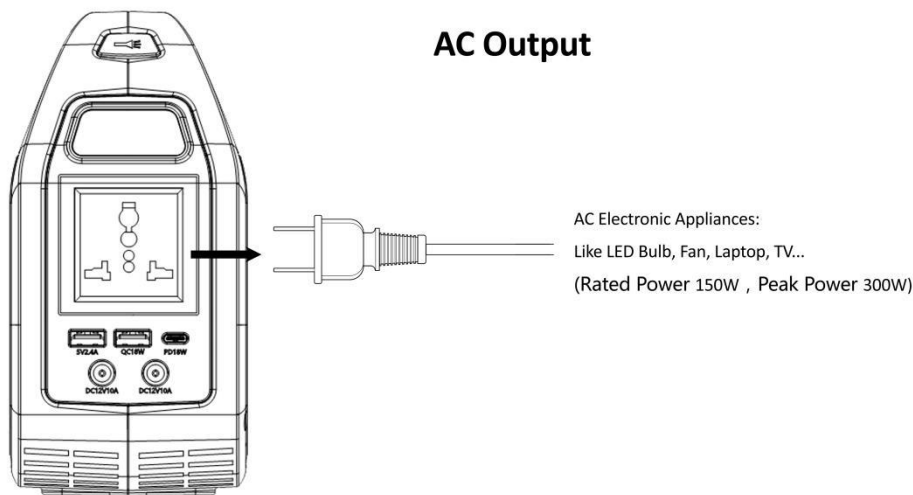 AC Output
AC Electronic Appliances:
Like LED Bulb, Fan, Laptop, TV...
(Rated Power 150W , Peak Power 300W)
5V2.4A QC18W PD18W
DC12V10A DC12V10A